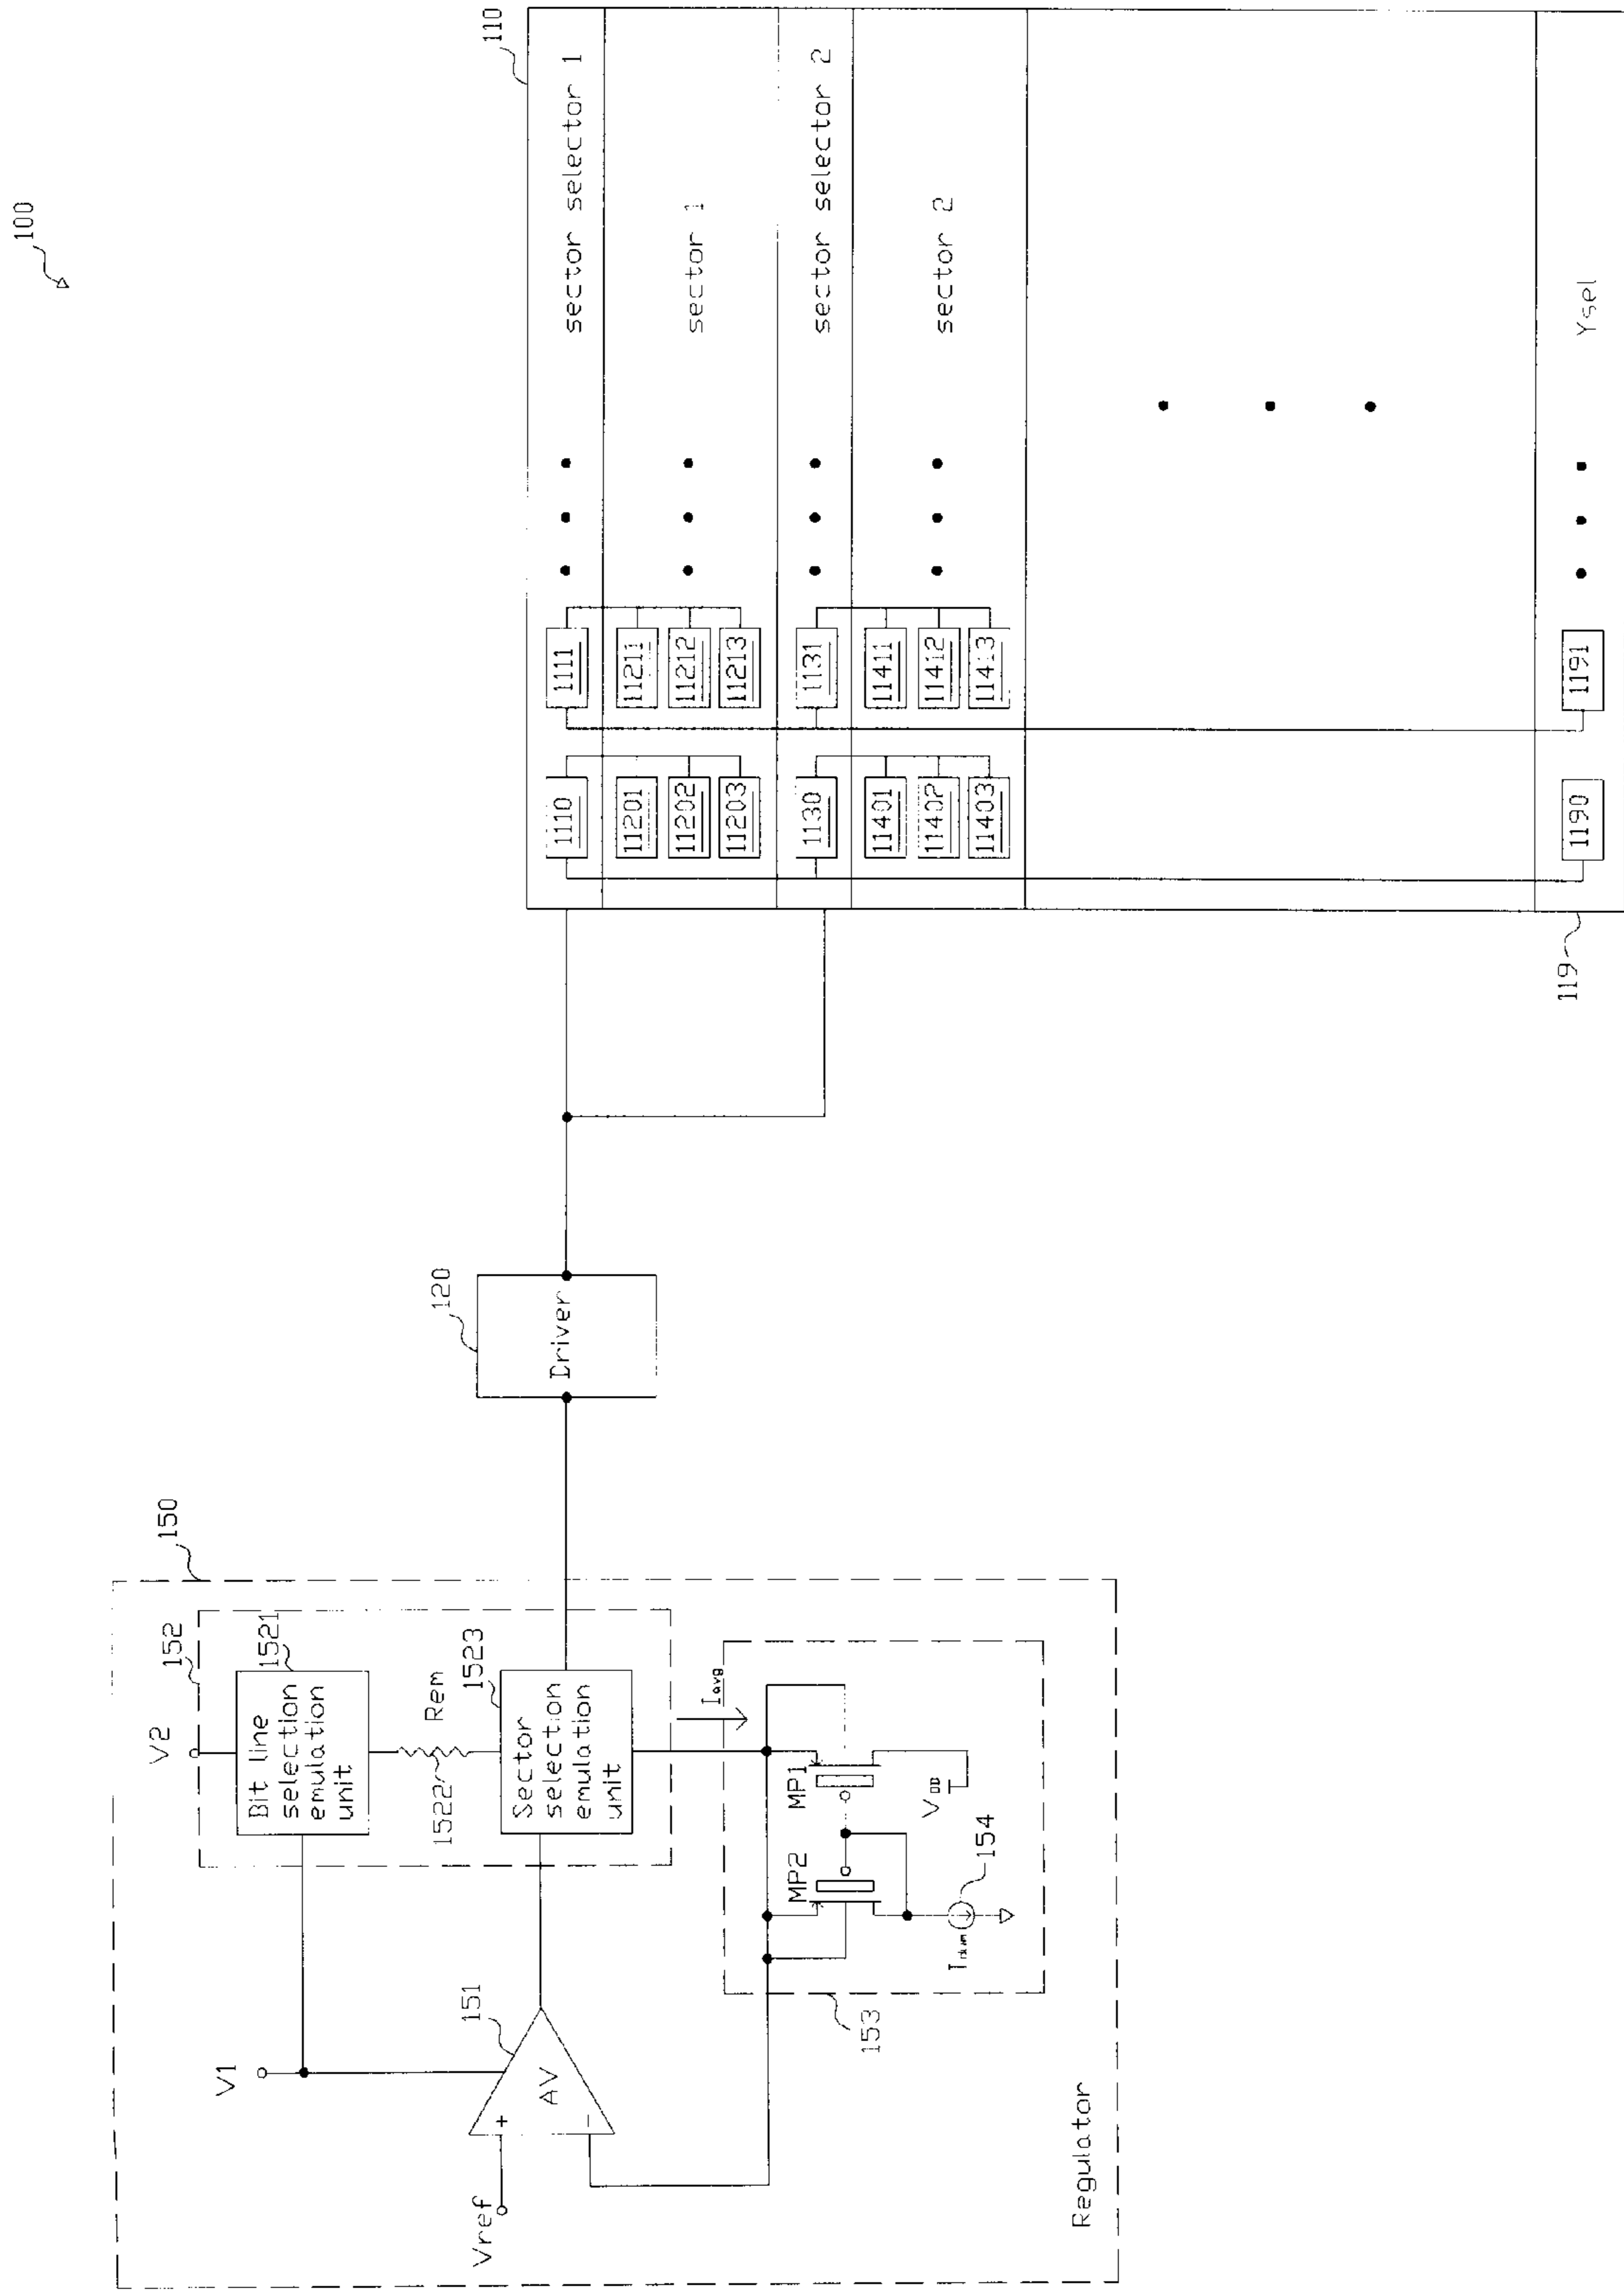 100
150
152
V2
1521
Bit line
selection
emulation
unit
V1
Rem
1522
151
Vref
+
AV
-
1523
Sector
selection
emulation
unit
Iavg
MP2
MP1
VDD
154
153
Regulator
120
Driver
110
1110
1111
sector selector 1
11201
11202
11203
11211
11212
11213
sector 1
1130
1131
sector selector 2
11401
11402
11403
11411
11412
11413
sector 2
119
1190
1191
Ysel